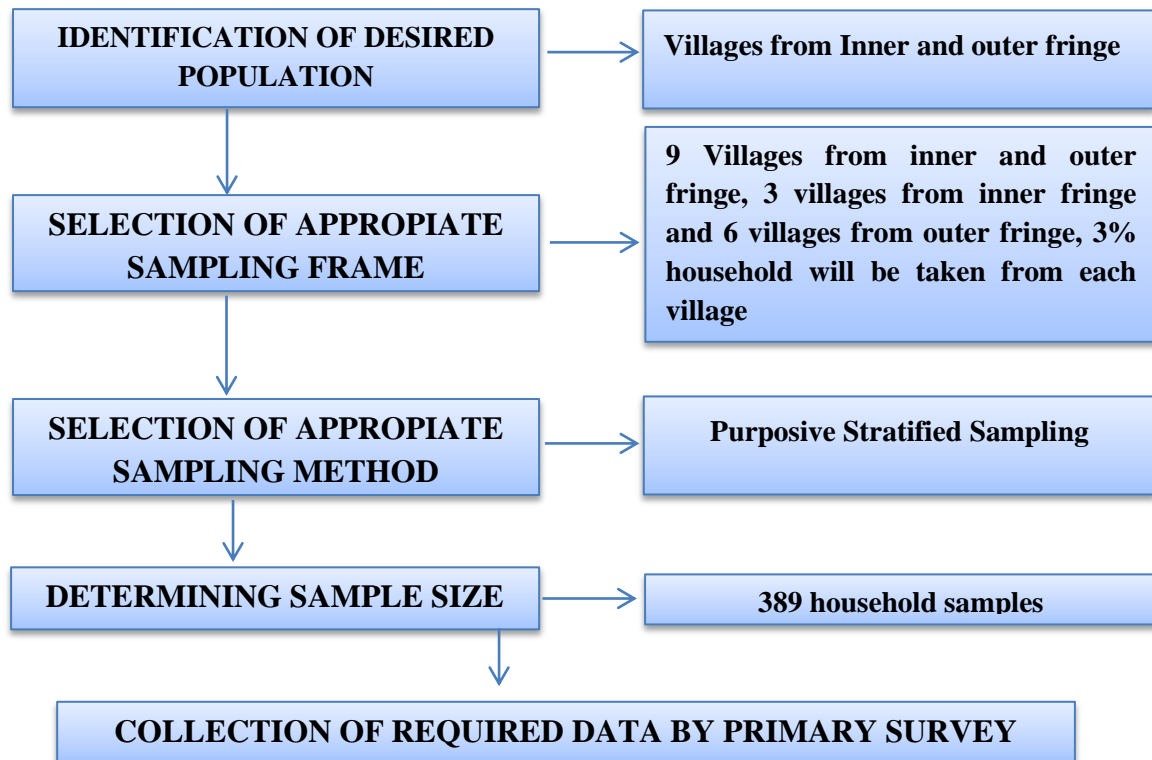 IDENTIFICATION OF DESIRED
POPULATION
Villages from Inner and outer fringe
SELECTION OF APPROPIATE
SAMPLING FRAME
9 Villages from inner and outer
fringe, 3 villages from inner fringe
and 6 villages from outer fringe, 3%
household will be taken from each
village
SELECTION OF APPROPIATE
SAMPLING METHOD
Purposive Stratified Sampling
DETERMINING SAMPLE SIZE
389 household samples
COLLECTION OF REQUIRED DATA BY PRIMARY SURVEY